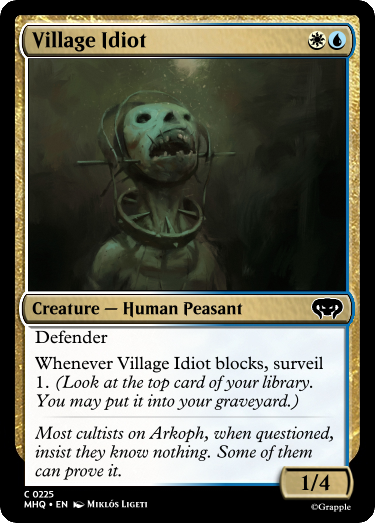 Village Idiot
Creature — Human Peasant
Defender
Whenever Village Idiot blocks, surveil
1. (Look at the top card of your library.
You may put it into your graveyard.)
Most cultists on Arkoph, when questioned,
insist they know nothing. Some of them
can prove it.
1/4
C 0225
MHQ • EN Miklós Ligeti
©Grapple